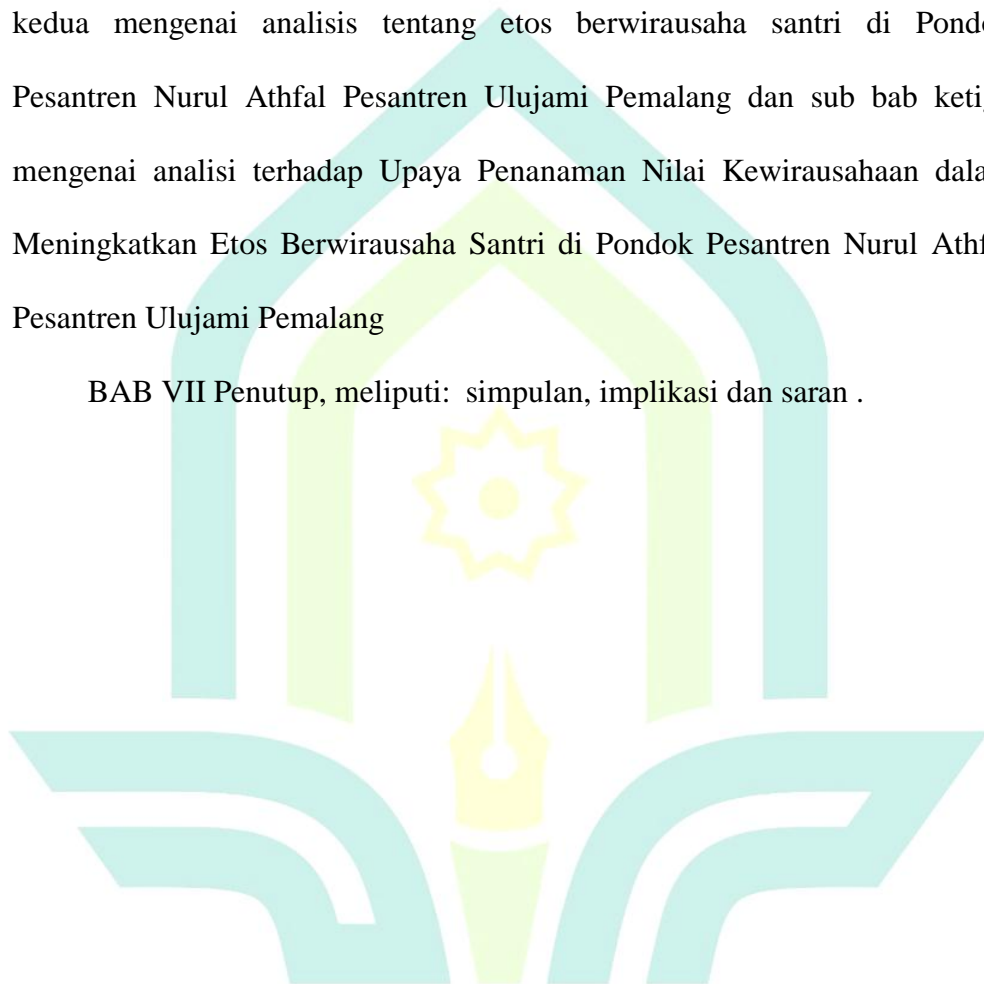 kedua mengenai analisis tentang etos berwirausaha santri di Pondo
Pesantren Nurul Athfal Pesantren Ulujami Pemalang dan sub bab keti
mengenai analisi terhadap Upaya Penanaman Nilai Kewirausahaan dala
Meningkatkan Etos Berwirausaha Santri di Pondok Pesantren Nurul Athf
Pesantren Ulujami Pemalang
BAB VII Penutup, meliputi: simpulan, implikasi dan saran .